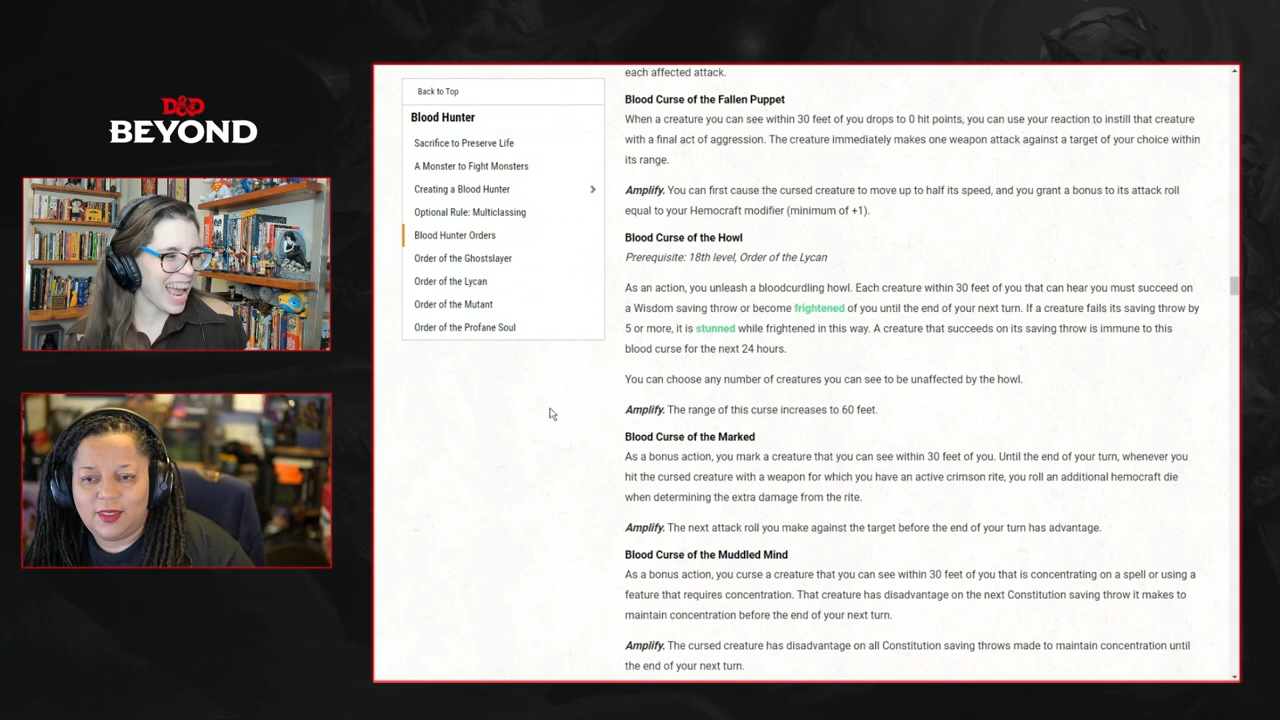 D&D
BEYOND
Back to Top
Blood Hunter
Sacrifice to Preserve Life
A Monster to Fight Monsters
Creating a Blood Hunter
Optional Rule: Multiclassing
Blood Hunter Orders
Order of the Ghostslayer
Order of the Lycan
Order of the Mutant
Order of the Profane Soul
each affected attack.
Blood Curse of the Fallen Puppet
When a creature you can see within 30 feet of you drops to 0 hit points, you can use your reaction to instill that creature
with a final act of aggression. The creature immediately makes one weapon attack against a target of your choice within
its range.
Amplify. You can first cause the cursed creature to move up to half its speed, and you grant a bonus to its attack roll
equal to your Hemocraft modifier (minimum of +1).
Blood Curse of the Howl
Prerequisite: 18th level, Order of the Lycan
As an action, you unleash a bloodcurdling howl. Each creature within 30 feet of you that can hear you must succeed on
a Wisdom saving throw or become frightened of you until the end of your next turn. If a creature fails its saving throw by
5 or more, it is stunned while frightened in this way. A creature that succeeds on its saving throw is immune to this
blood curse for the next 24 hours.
You can choose any number of creatures you can see to be unaffected by the howl.
Amplify. The range of this curse increases to 60 feet.
Blood Curse of the Marked
As a bonus action, you mark a creature that you can see within 30 feet of you. Until the end of your turn, whenever you
hit the cursed creature with a weapon for which you have an active crimson rite, you roll an additional hemocraft die
when determining the extra damage from the rite.
Amplify. The next attack roll you make against the target before the end of your turn has advantage.
Blood Curse of the Muddled Mind
As a bonus action, you curse a creature that you can see within 30 feet of you that is concentrating on a spell or using a
feature that requires concentration. That creature has disadvantage on the next Constitution saving throw it makes to
maintain concentration before the end of your next turn.
Amplify. The cursed creature has disadvantage on all Constitution saving throws made to maintain concentration until
the end of your next turn.